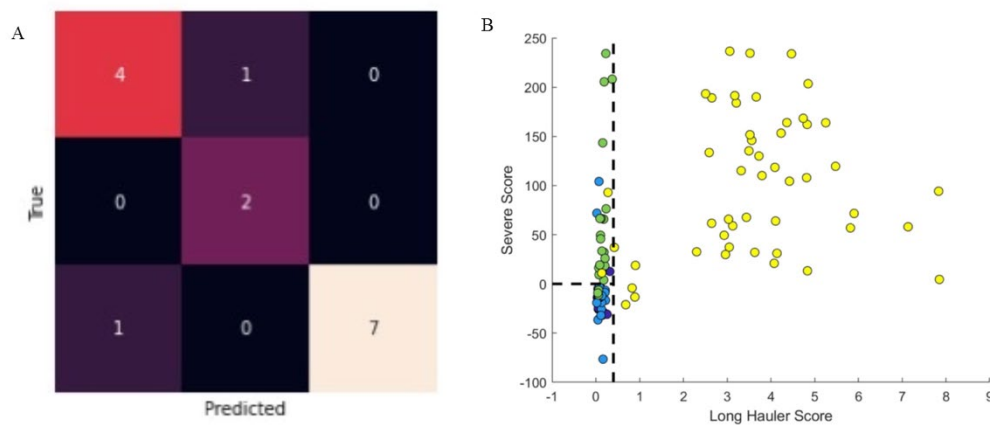 A
4 1 0
0 2 0
1 0 7
True
Predicted
B
250
200
150
100
50
0
-50
-100
Severe Score
-1 0 1 2 3 4 5 6 7 8 9
Long Hauler Score